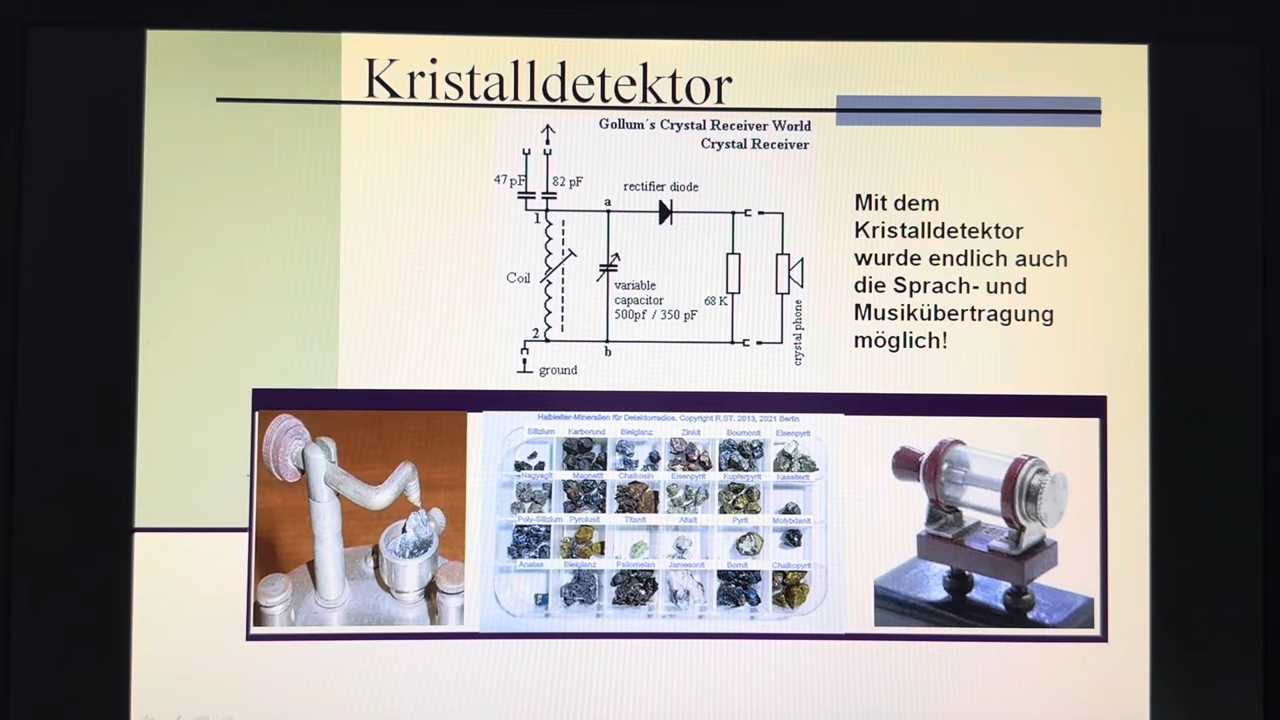 Kristalldetektor
Gollum´s Crystal Receiver World
Crystal Receiver
47 pF
82 pF
rectifier diode
a
1
Coil
variable
capacitor
500pf / 350 pF
68 K
crystal phone
2
b
ground
Mit dem
Kristalldetektor
wurde endlich auch
die Sprach- und
Musikübertragung
möglich!
Halbleiter-Mineralien für Detektorradios. Copyright R.ST. 2013, 2021 Berlin
Silizium Karborund Bleiglanz Zinkit Bournonit Eisenpyrit
Nagyagit Magnetit Chalkosin Eisenpyrit Kupferpyrit Kassiterit
Poly-Silizium Pyrolusit Titanit Altait Pyrit Molybdänit
Anatas Bleiglanz Psilomelan Jamesonit Bornit Chalkopyrit